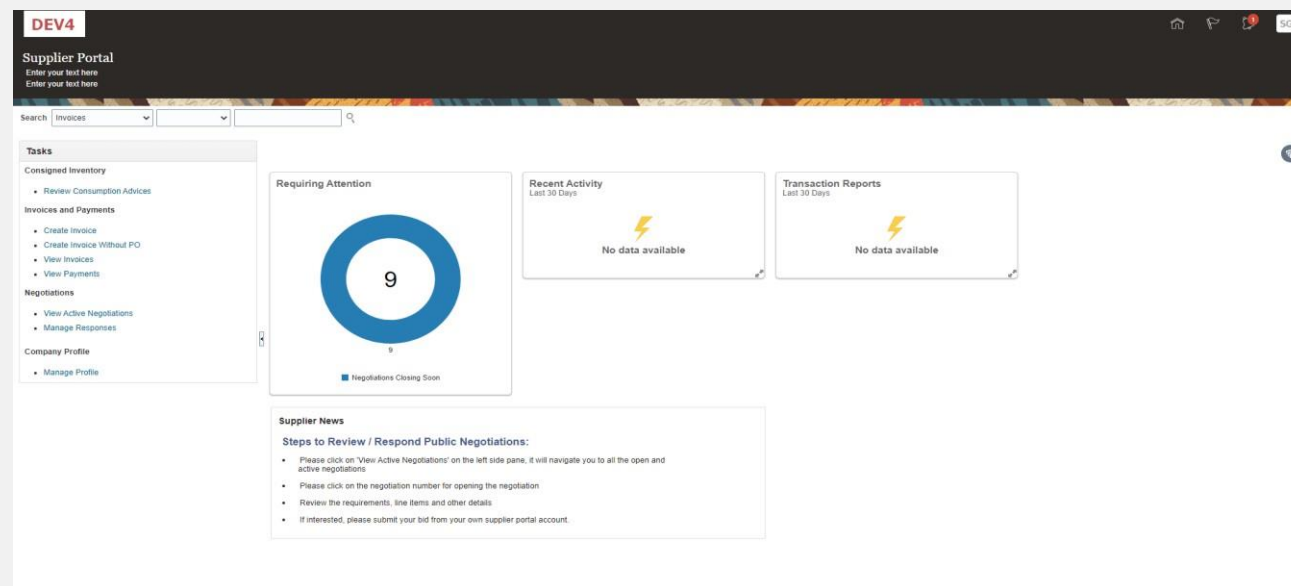 DEV4
1
SG
Supplier Portal
Enter your text here
Enter your text here
Search Invoices
Tasks
Consigned Inventory
Review Consumption Advices
Invoices and Payments
Create Invoice
Create Invoice Without PO
View Invoices
View Payments
Negotiations
View Active Negotiations
Manage Responses
Company Profile
Manage Profile
Requiring Attention
9
9
Negotiations Closing Soon
Recent Activity
Last 30 Days
No data available
Transaction Reports
Last 30 Days
No data available
Supplier News
Steps to Review / Respond Public Negotiations:
Please click on 'View Active Negotiations' on the left side pane, it will navigate you to all the open and
active negotiations
Please click on the negotiation number for opening the negotiation
Review the requirements, line items and other details
If interested, please submit your bid from your own supplier portal account.